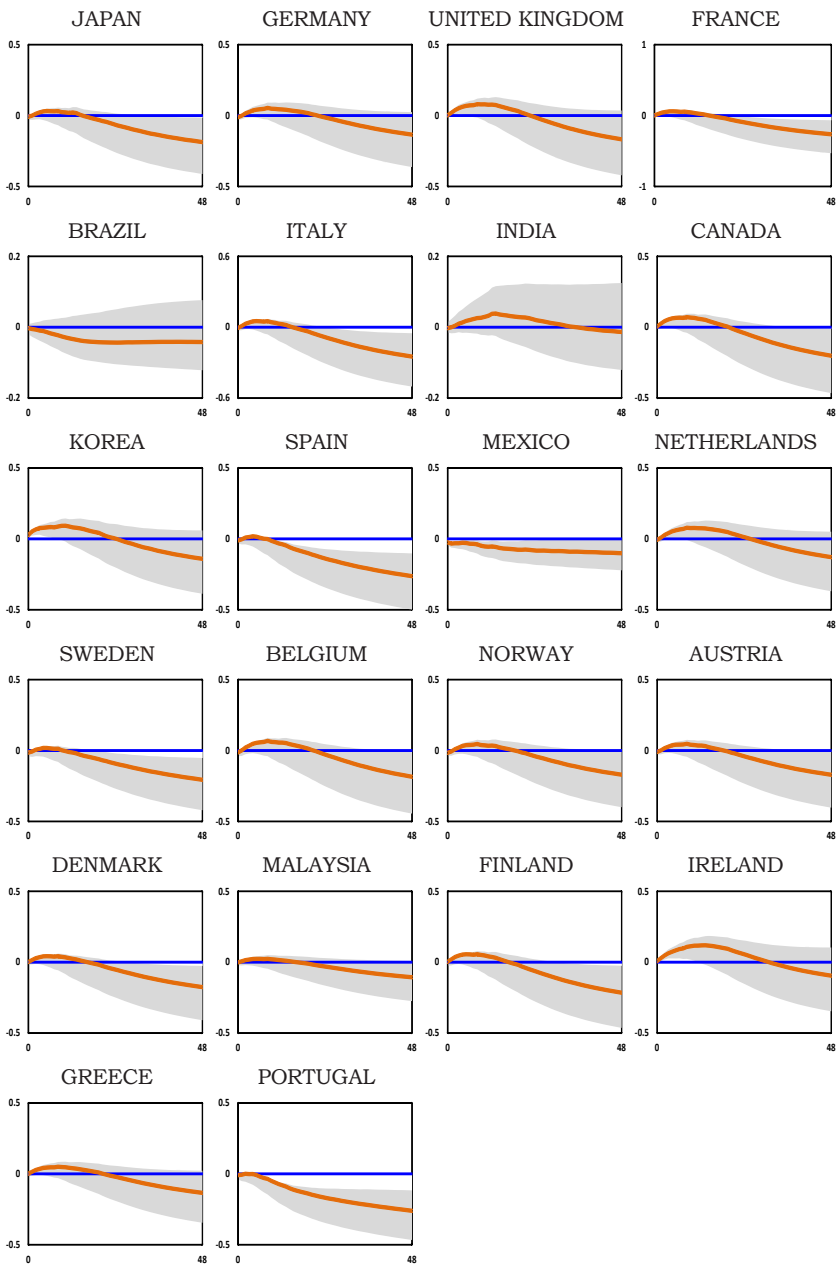 JAPAN GERMANY UNITED KINGDOM FRANCE
0.5 0.5 0.5 1
0 0 0 0
-0.5 -0.5 -0.5 -1
0 48 0 48 0 48 0 48
BRAZIL ITALY INDIA CANADA
0.2 0.6 0.2 0.5
0 0 0 0
-0.2 -0.6 -0.2 -0.5
0 48 0 48 0 48 0 48
KOREA SPAIN MEXICO NETHERLANDS
0.5 0.5 0.5 0.5
0 0 0 0
-0.5 -0.5 -0.5 -0.5
0 48 0 48 0 48 0 48
SWEDEN BELGIUM NORWAY AUSTRIA
0.5 0.5 0.5 0.5
0 0 0 0
-0.5 -0.5 -0.5 -0.5
0 48 0 48 0 48 0 48
DENMARK MALAYSIA FINLAND IRELAND
0.5 0.5 0.5 0.5
0 0 0 0
-0.5 -0.5 -0.5 -0.5
0 48 0 48 0 48 0 48
GREECE PORTUGAL
0.5 0.5
0 0
-0.5 -0.5
0 48 0 48